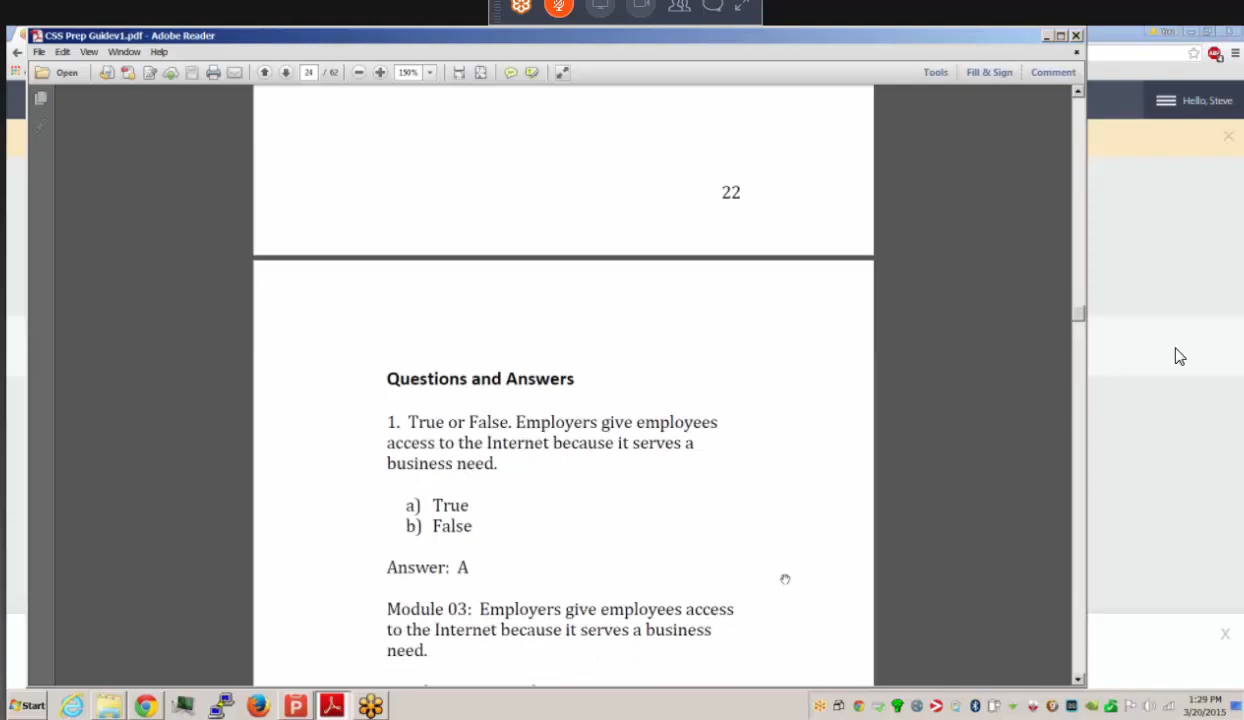 CSS Prep Guidev1.pdf - Adobe Reader
File Edit View Window Help
Open 24 / 62 150% Tools Fill & Sign Comment
Hello, Steve
22
Questions and Answers
1. True or False. Employers give employees
access to the Internet because it serves a
business need.
a) True
b) False
Answer: A
Module 03: Employers give employees access
to the Internet because it serves a business
need.
Start
1:29 PM
3/20/2015